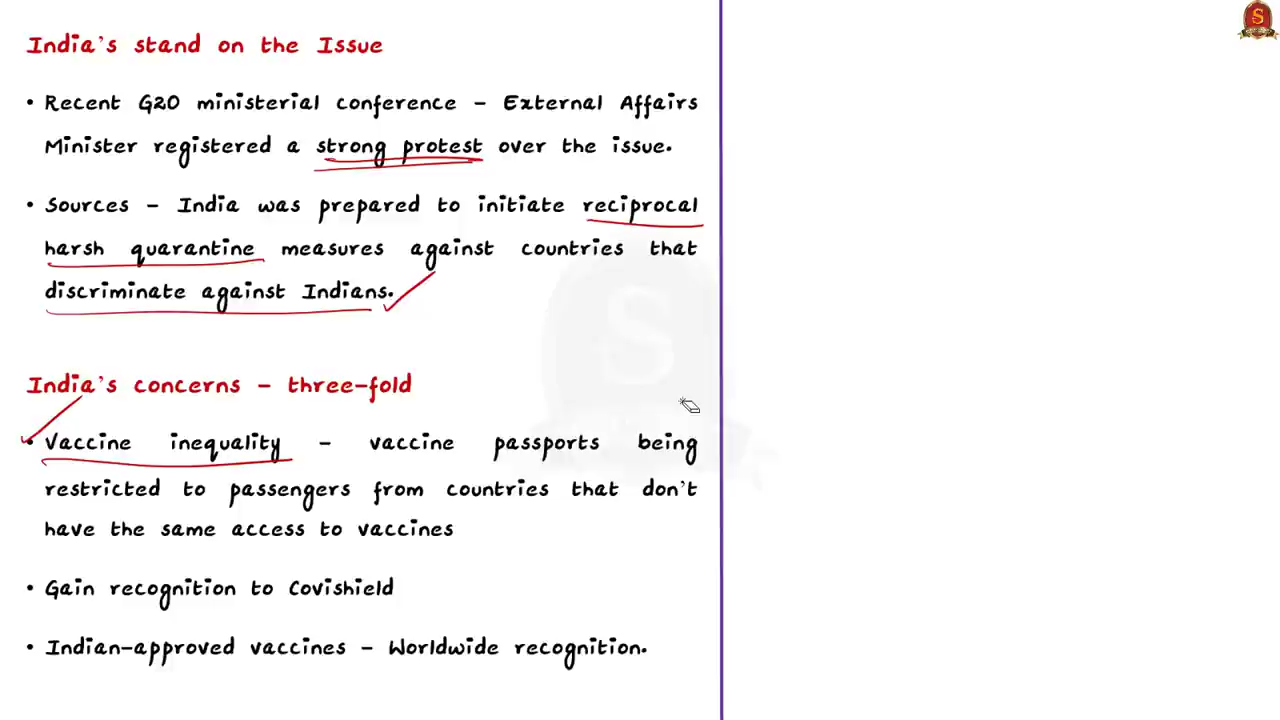 India's stand on the Issue
• Recent G20 ministerial conference – External Affairs
Minister registered a strong protest over the issue.
• Sources – India was prepared to initiate reciprocal
harsh quarantine measures against countries that
discriminate against Indians.
India's concerns – three-fold
• Vaccine inequality – vaccine passports being
restricted to passengers from countries that don't
have the same access to vaccines
• Gain recognition to Covishield
• Indian-approved vaccines – Worldwide recognition.